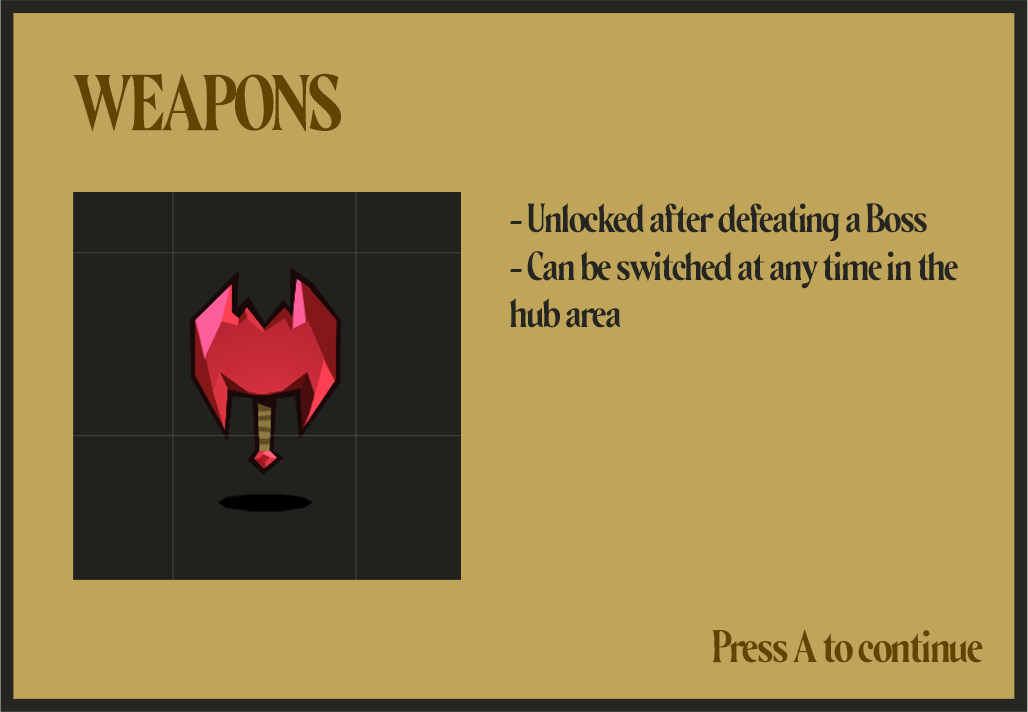 WEAPONS
- Unlocked after defeating a Boss
- Can be switched at any time in the
hub area
Press A to continue